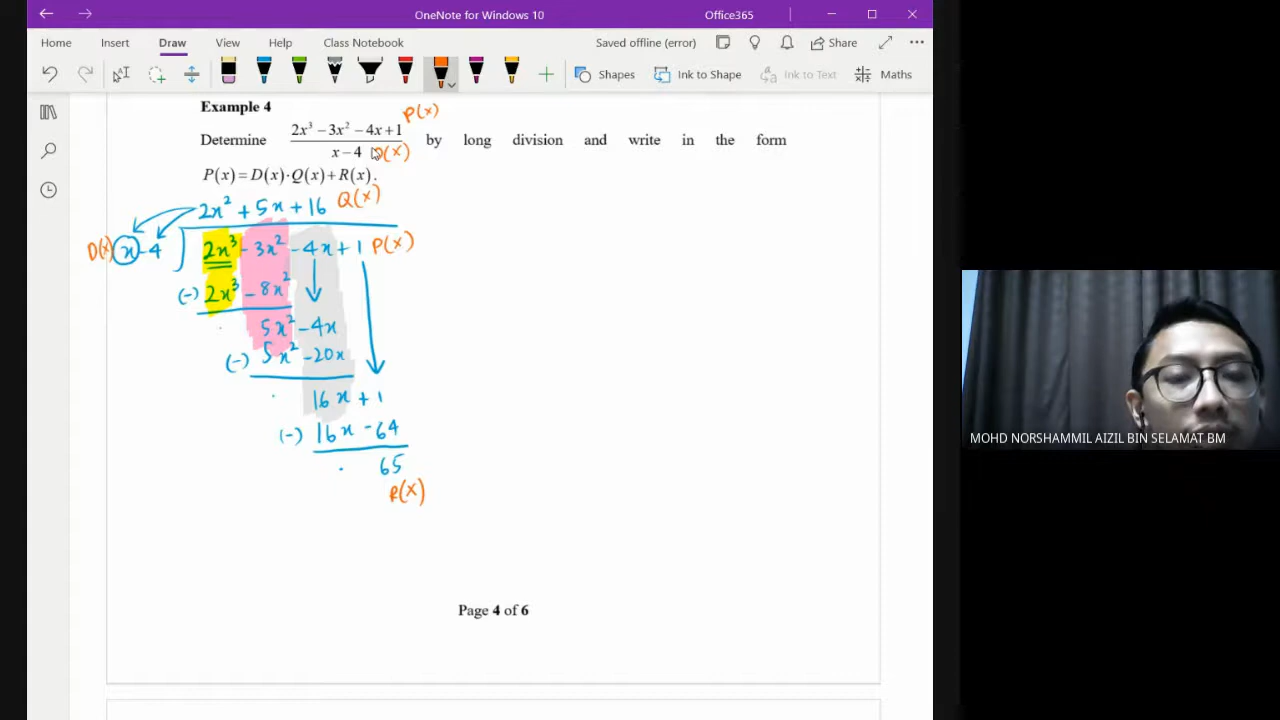 OneNote for Windows 10
Office365
Home Insert Draw View Help Class Notebook
Saved offline (error)
Share
Shapes
Ink to Shape
Ink to Text
Maths
Example 4
P(x)
Determine (2x³ − 3x² − 4x + 1)/(x − 4) by long division and write in the form
D(x)
P(x) = D(x)·Q(x) + R(x).
2x² + 5x + 16 Q(x)
D(x) x − 4 ) 2x³ − 3x² − 4x + 1 P(x)
(−) 2x³ − 8x²
5x² − 4x
(−) 5x² − 20x
16x + 1
(−) 16x − 64
65
R(x)
Page 4 of 6
MOHD NORSHAMMIL AIZIL BIN SELAMAT BM